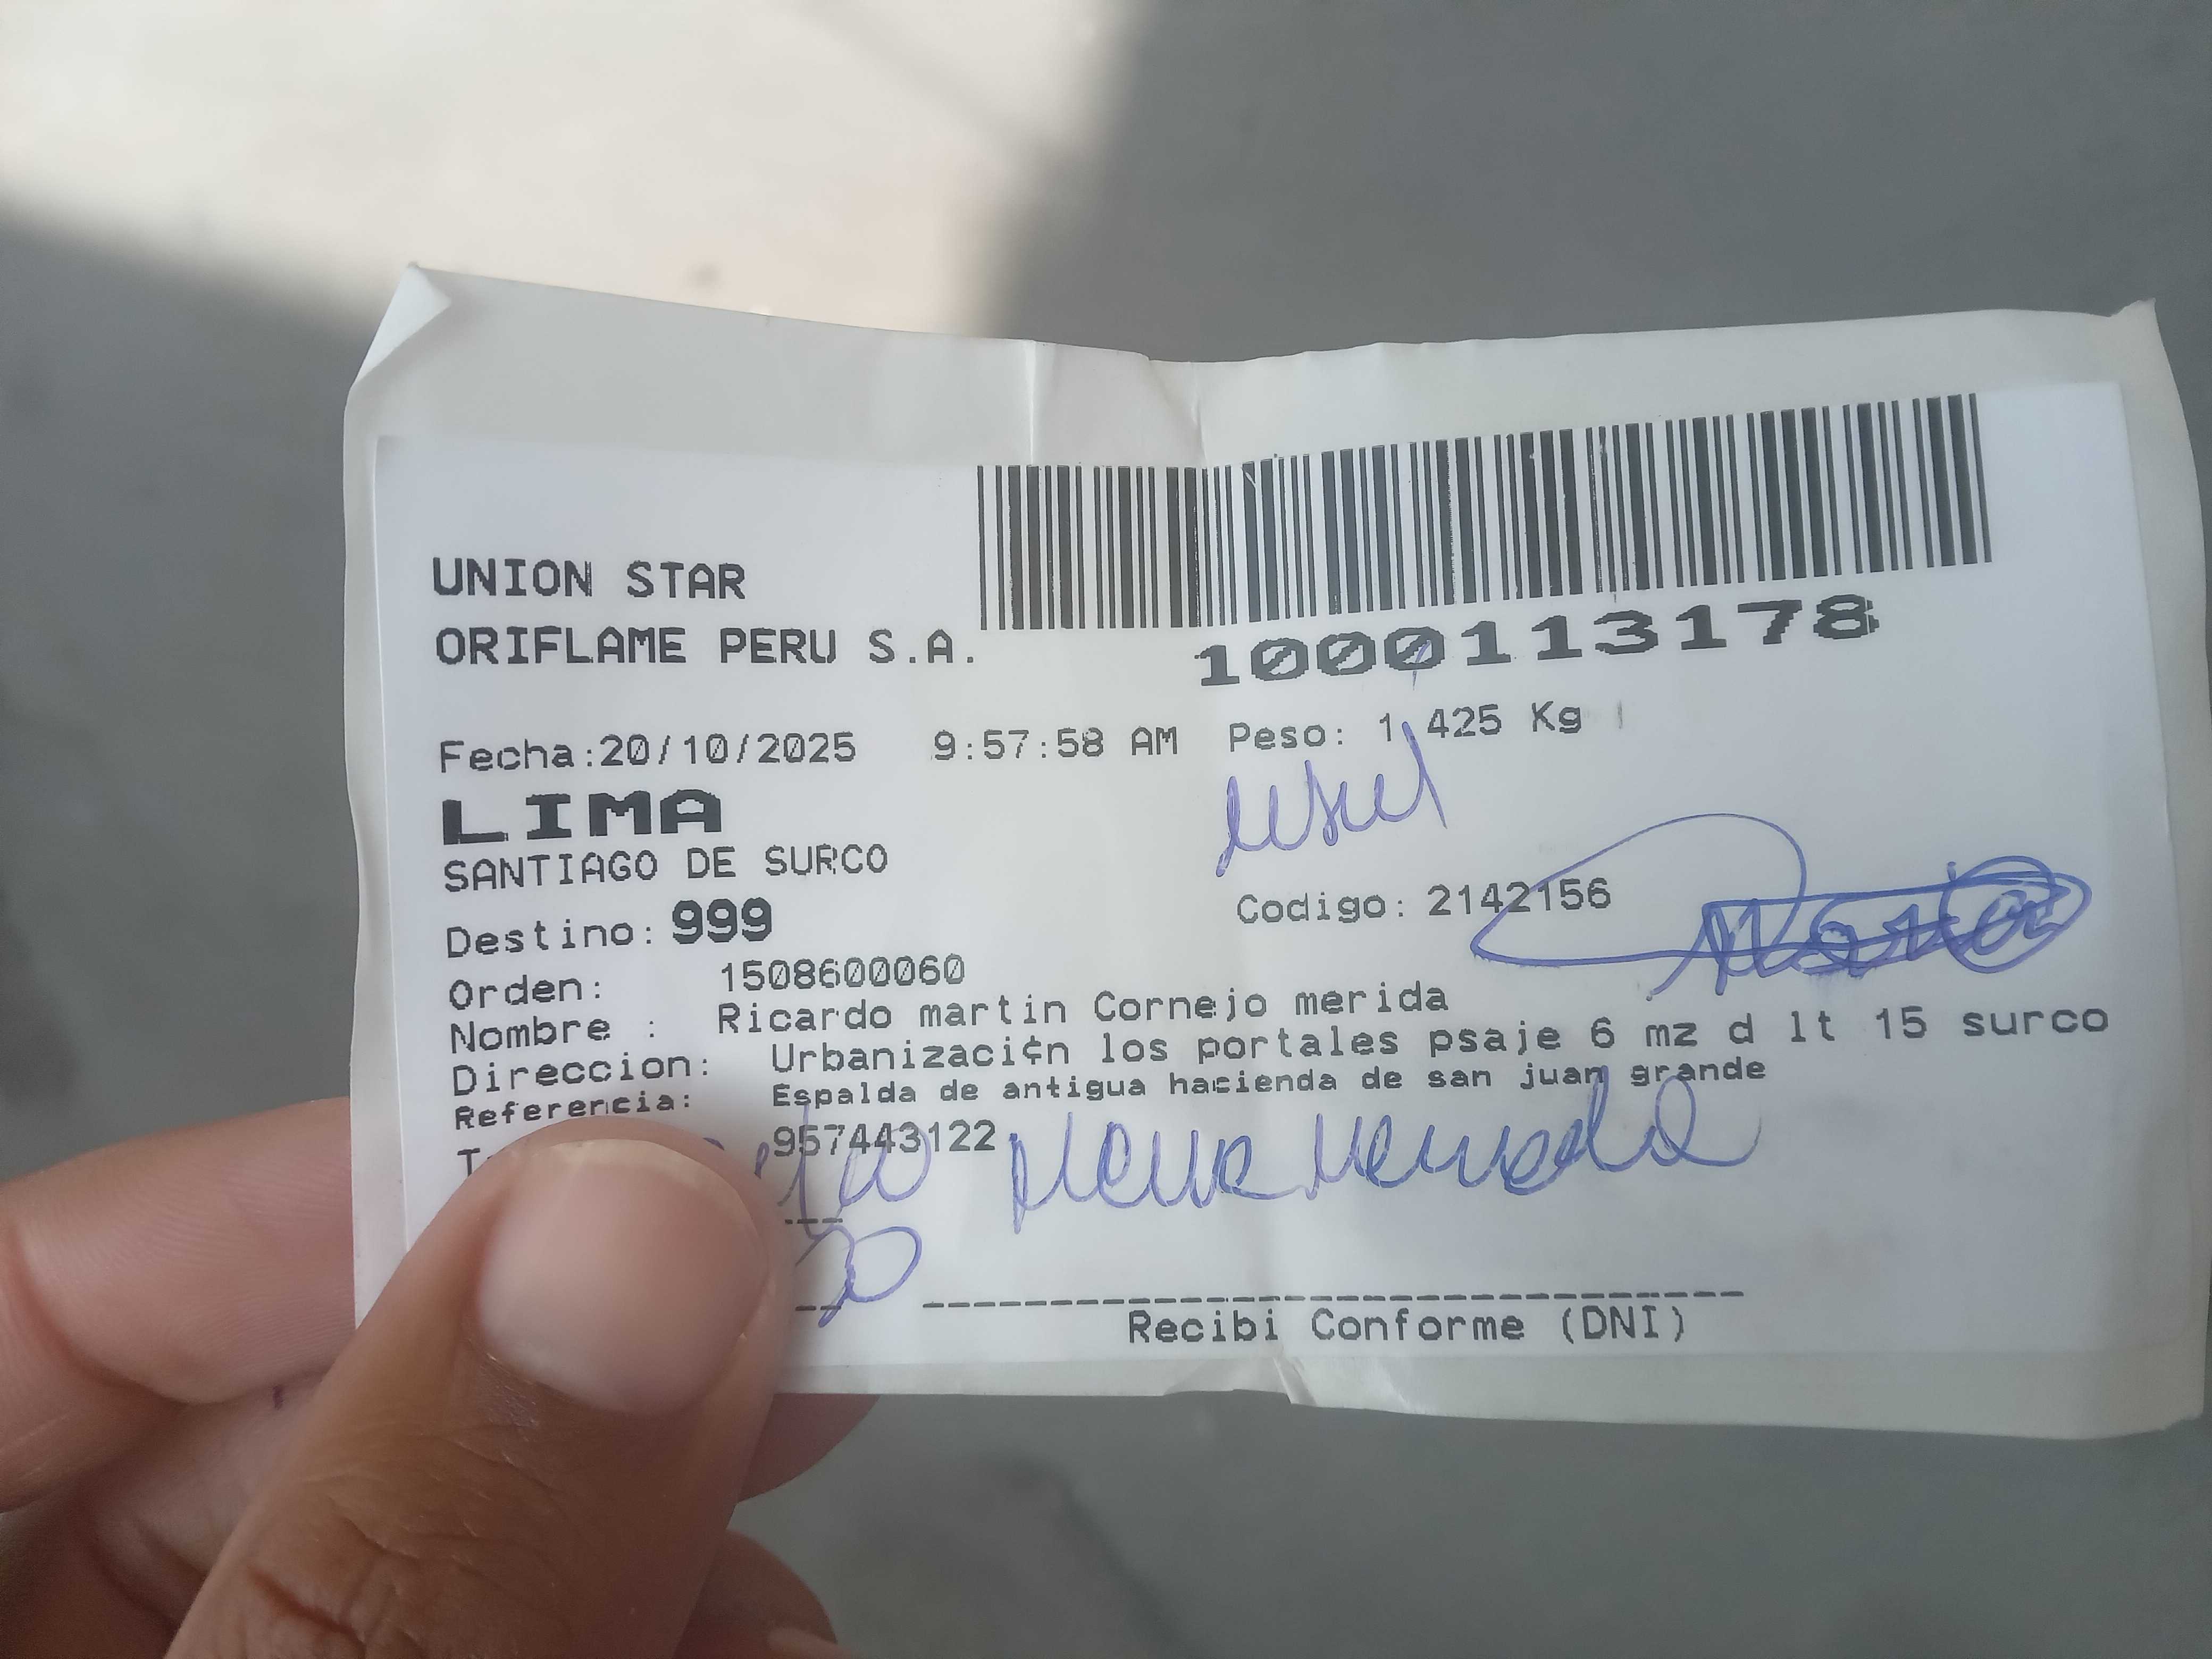 UNION STAR
ORIFLAME PERU S.A.
1000113178
Fecha:20/10/2025 9:57:58 AM Peso: 1,425 Kg
LIMA
SANTIAGO DE SURCO
Destino: 999 Codigo: 2142156
Orden: 1508600060
Nombre : Ricardo martin Cornejo merida
Direccion: Urbanizaci¢n los portales psaje 6 mz d lt 15 surco
Referencia: Espalda de antigua hacienda de san juan grande
957443122
Recibi Conforme (DNI)